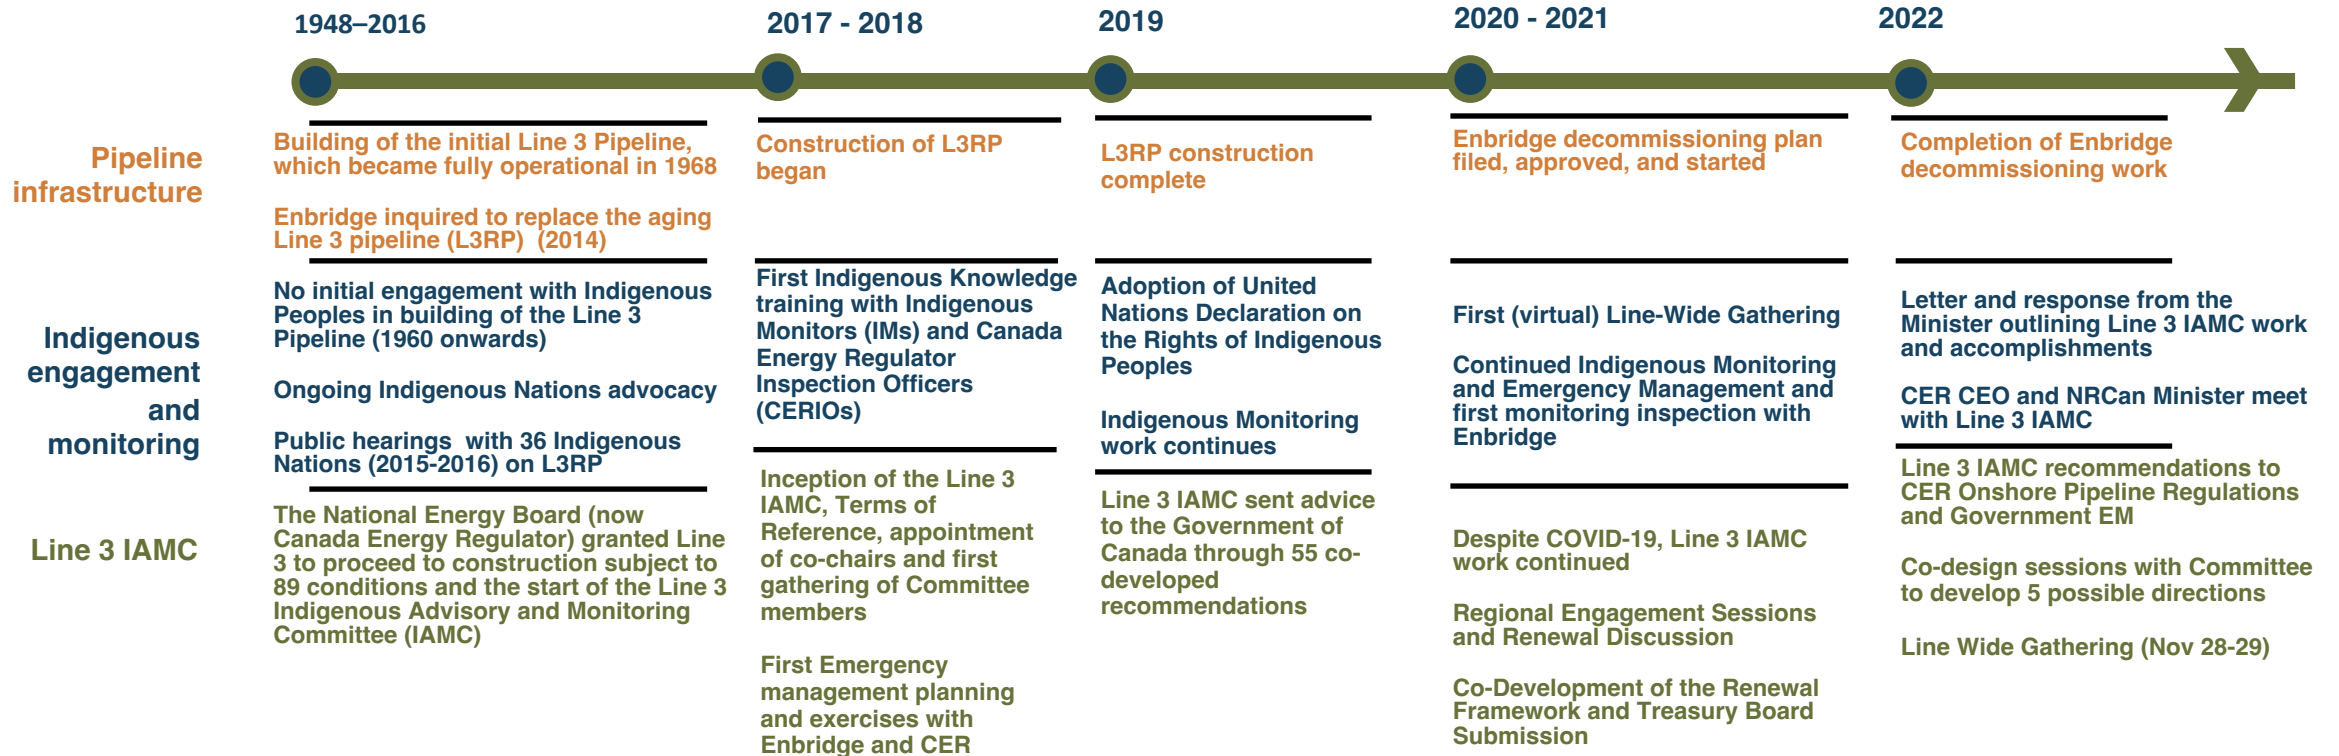 1948–2016
2017 - 2018
2019
2020 - 2021
2022
Pipeline
infrastructure
Building of the initial Line 3 Pipeline,
which became fully operational in 1968
Enbridge inquired to replace the aging
Line 3 pipeline (L3RP)  (2014)
Construction of L3RP
began
L3RP construction
complete
Enbridge decommissioning plan
filed, approved, and started
Completion of Enbridge
decommissioning work
Indigenous
engagement
and
monitoring
No initial engagement with Indigenous
Peoples in building of the Line 3
Pipeline (1960 onwards)
Ongoing Indigenous Nations advocacy
Public hearings  with 36 Indigenous
Nations (2015-2016) on L3RP
First Indigenous Knowledge
training with Indigenous
Monitors (IMs) and Canada
Energy Regulator
Inspection Officers
(CERIOs)
Adoption of United
Nations Declaration on
the Rights of Indigenous
Peoples
Indigenous Monitoring
work continues
First (virtual) Line-Wide Gathering
Continued Indigenous Monitoring
and Emergency Management and
first monitoring inspection with
Enbridge
Letter and response from the
Minister outlining Line 3 IAMC work
and accomplishments
CER CEO and NRCan Minister meet
with Line 3 IAMC
Line 3 IAMC
The National Energy Board (now
Canada Energy Regulator) granted Line
3 to proceed to construction subject to
89 conditions and the start of the Line 3
Indigenous Advisory and Monitoring
Committee (IAMC)
Inception of the Line 3
IAMC, Terms of
Reference, appointment
of co-chairs and first
gathering of Committee
members
First Emergency
management planning
and exercises with
Enbridge and CER
Line 3 IAMC sent advice
to the Government of
Canada through 55 co-
developed
recommendations
Despite COVID-19, Line 3 IAMC
work continued
Regional Engagement Sessions
and Renewal Discussion
Co-Development of the Renewal
Framework and Treasury Board
Submission
Line 3 IAMC recommendations to
CER Onshore Pipeline Regulations
and Government EM
Co-design sessions with Committee
to develop 5 possible directions
Line Wide Gathering (Nov 28-29)